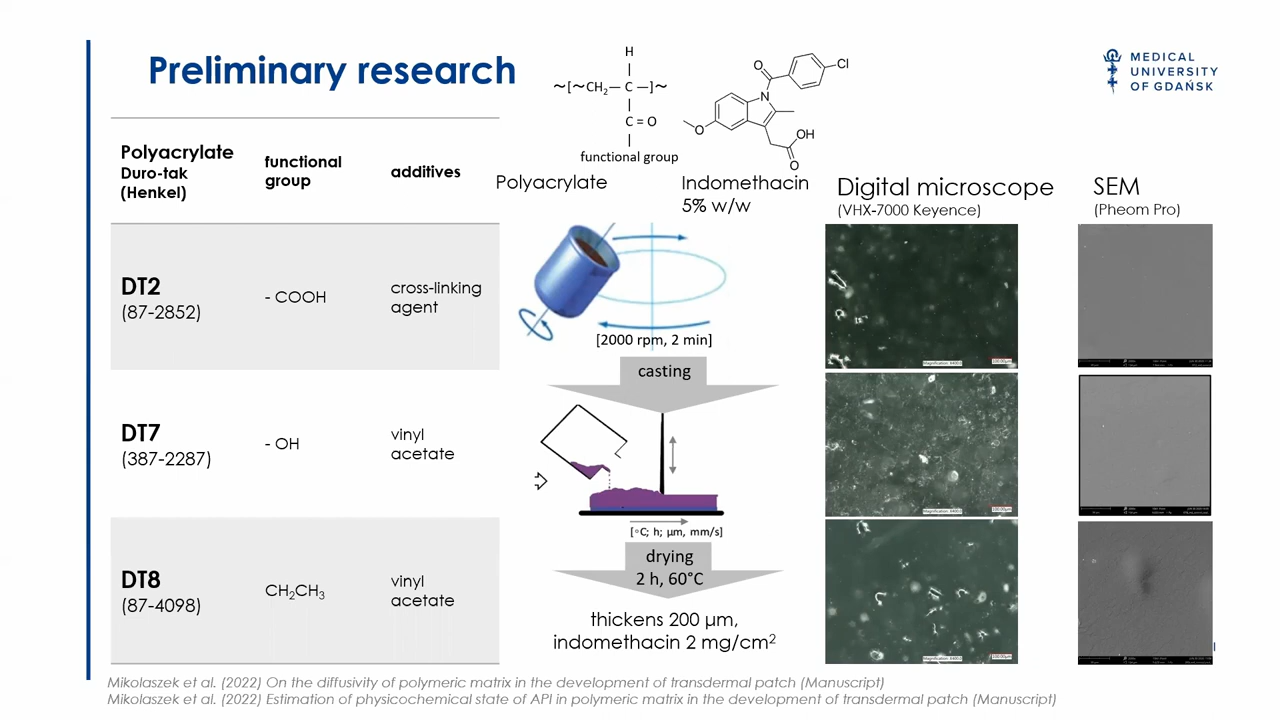 Preliminary research
MEDICAL
UNIVERSITY
OF GDAŃSK
H
~[~CH₂— C —]~
C = O
functional group
Polyacrylate
O
Cl
N
O
OH
O
Indomethacin
5% w/w
Polyacrylate
Duro-tak
(Henkel)
functional
group
additives
DT2
(87-2852)
- COOH
cross-linking
agent
DT7
(387-2287)
- OH
vinyl
acetate
DT8
(87-4098)
CH₂CH₃
vinyl
acetate
[2000 rpm, 2 min]
casting
[°C; h; µm, mm/s]
drying
2 h, 60°C
thickens 200 µm,
indomethacin 2 mg/cm²
Digital microscope
(VHX-7000 Keyence)
SEM
(Pheom Pro)
Mikolaszek et al. (2022) On the diffusivity of polymeric matrix in the development of transdermal patch (Manuscript)
Mikolaszek et al. (2022) Estimation of physicochemical state of API in polymeric matrix in the development of transdermal patch (Manuscript)